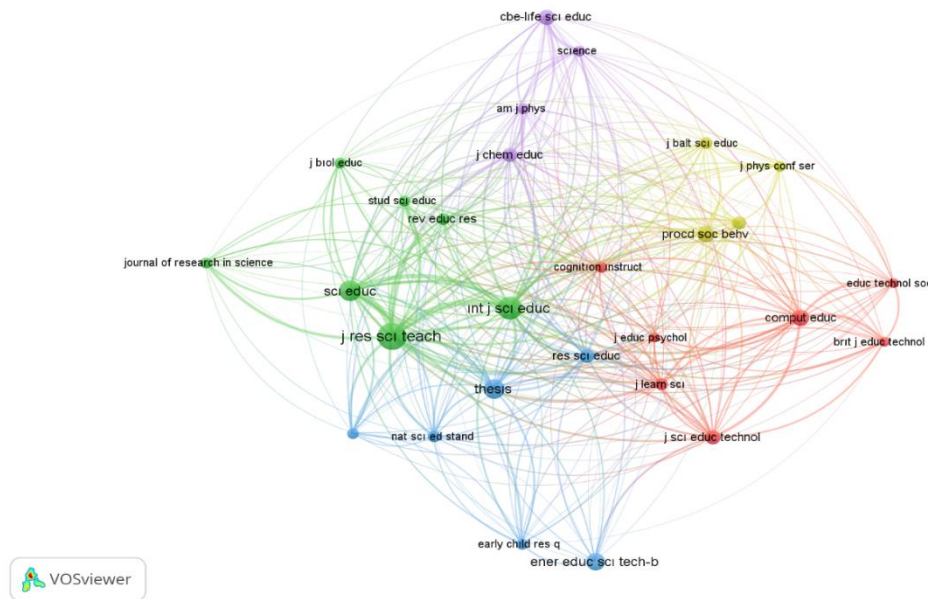 cbe-life sci educ
science
am j phys
j chem educ
j balt sci educ
j biol educ
j phys conf ser
stud sci educ
rev educ res
procd soc behv
journal of research in science
cognition instruct
sci educ
educ technol soc
int j sci educ
comput educ
j res sci teach
j educ psychol
brit j educ technol
res sci educ
thesis
j learn sci
nat sci ed stand
j sci educ technol
early child res q
ener educ sci tech-b
VOSviewer